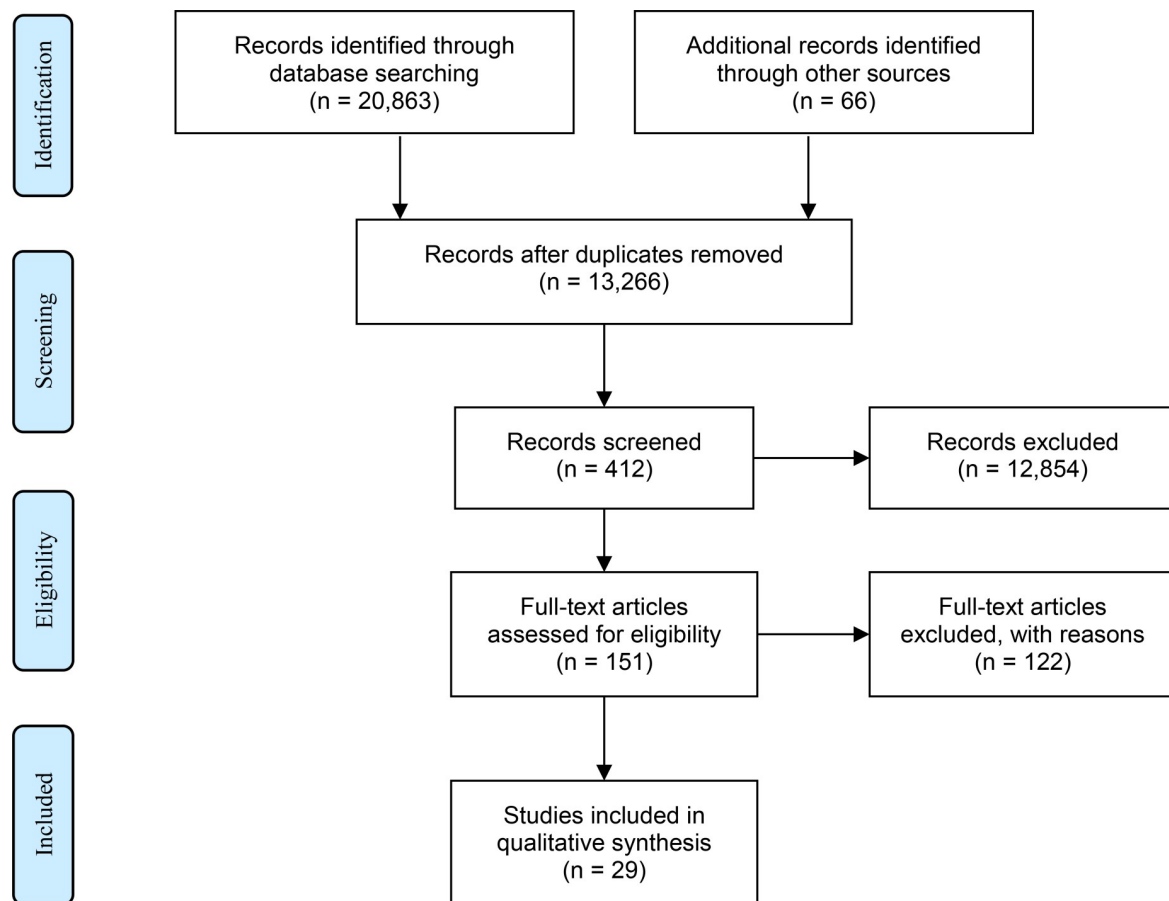 Identification
Records identified through
database searching
(n = 20,863)
Additional records identified
through other sources
(n = 66)
Screening
Records after duplicates removed
(n = 13,266)
Records screened
(n = 412)
Records excluded
(n = 12,854)
Eligibility
Full-text articles
assessed for eligibility
(n = 151)
Full-text articles
excluded, with reasons
(n = 122)
Included
Studies included in
qualitative synthesis
(n = 29)